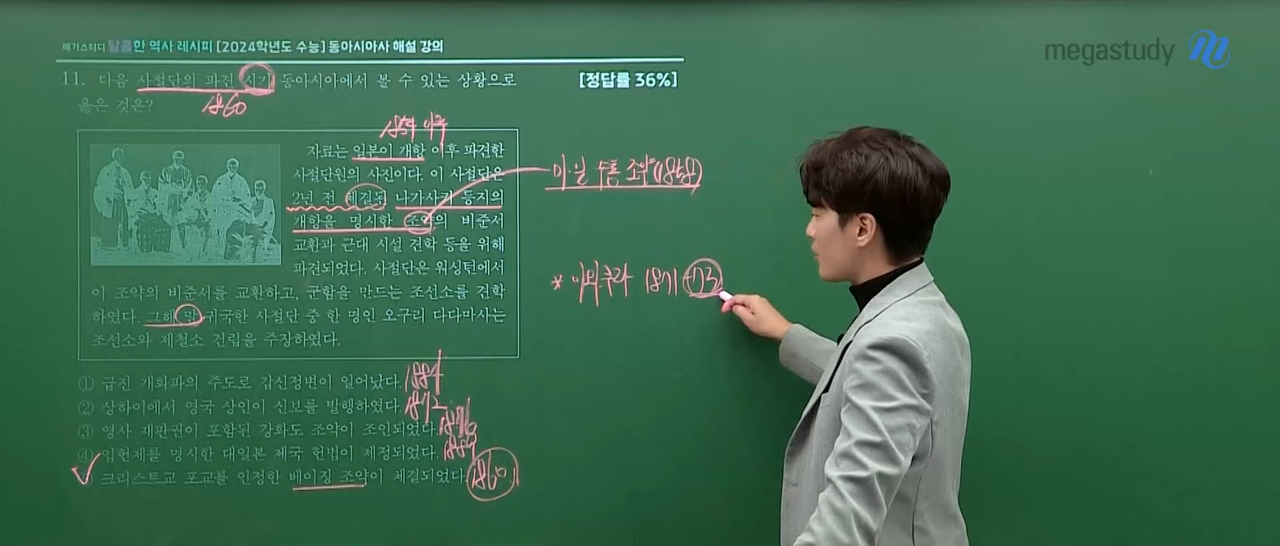 메가스터디 달콤한 역사 레시피 [2024학년도 수능] 동아시아사 해설 강의
megastudy
11. 다음 사절단의 파견 시기 동아시아에서 볼 수 있는 상황으로
[정답률 36%]
옳은 것은?
1860
1854 이후
자료는 일본이 개항 이후 파견한
사절단원의 사진이다. 이 사절단은
2년 전 체결된 나가사키 등지의
개항을 명시한 조약의 비준서
교환과 근대 시설 견학 등을 위해
파견되었다. 사절단은 워싱턴에서
이 조약의 비준서를 교환하고, 군함을 만드는 조선소를 견학
하였다. 그해 말 귀국한 사절단 중 한 명인 오구리 다다마사는
조선소와 제철소 건립을 주장하였다.
미·일 수통 조약(1858)
* 이와쿠라 1871 ~73
① 급진 개화파의 주도로 갑신정변이 일어났다. 1884
② 상하이에서 영국 상인이 신보를 발행하였다. 1872
③ 영사 재판권이 포함된 강화도 조약이 조인되었다. 1876
④ 입헌제를 명시한 대일본 제국 헌법이 제정되었다. 1889
크리스트교 포교를 인정한 베이징 조약이 체결되었다. 1860